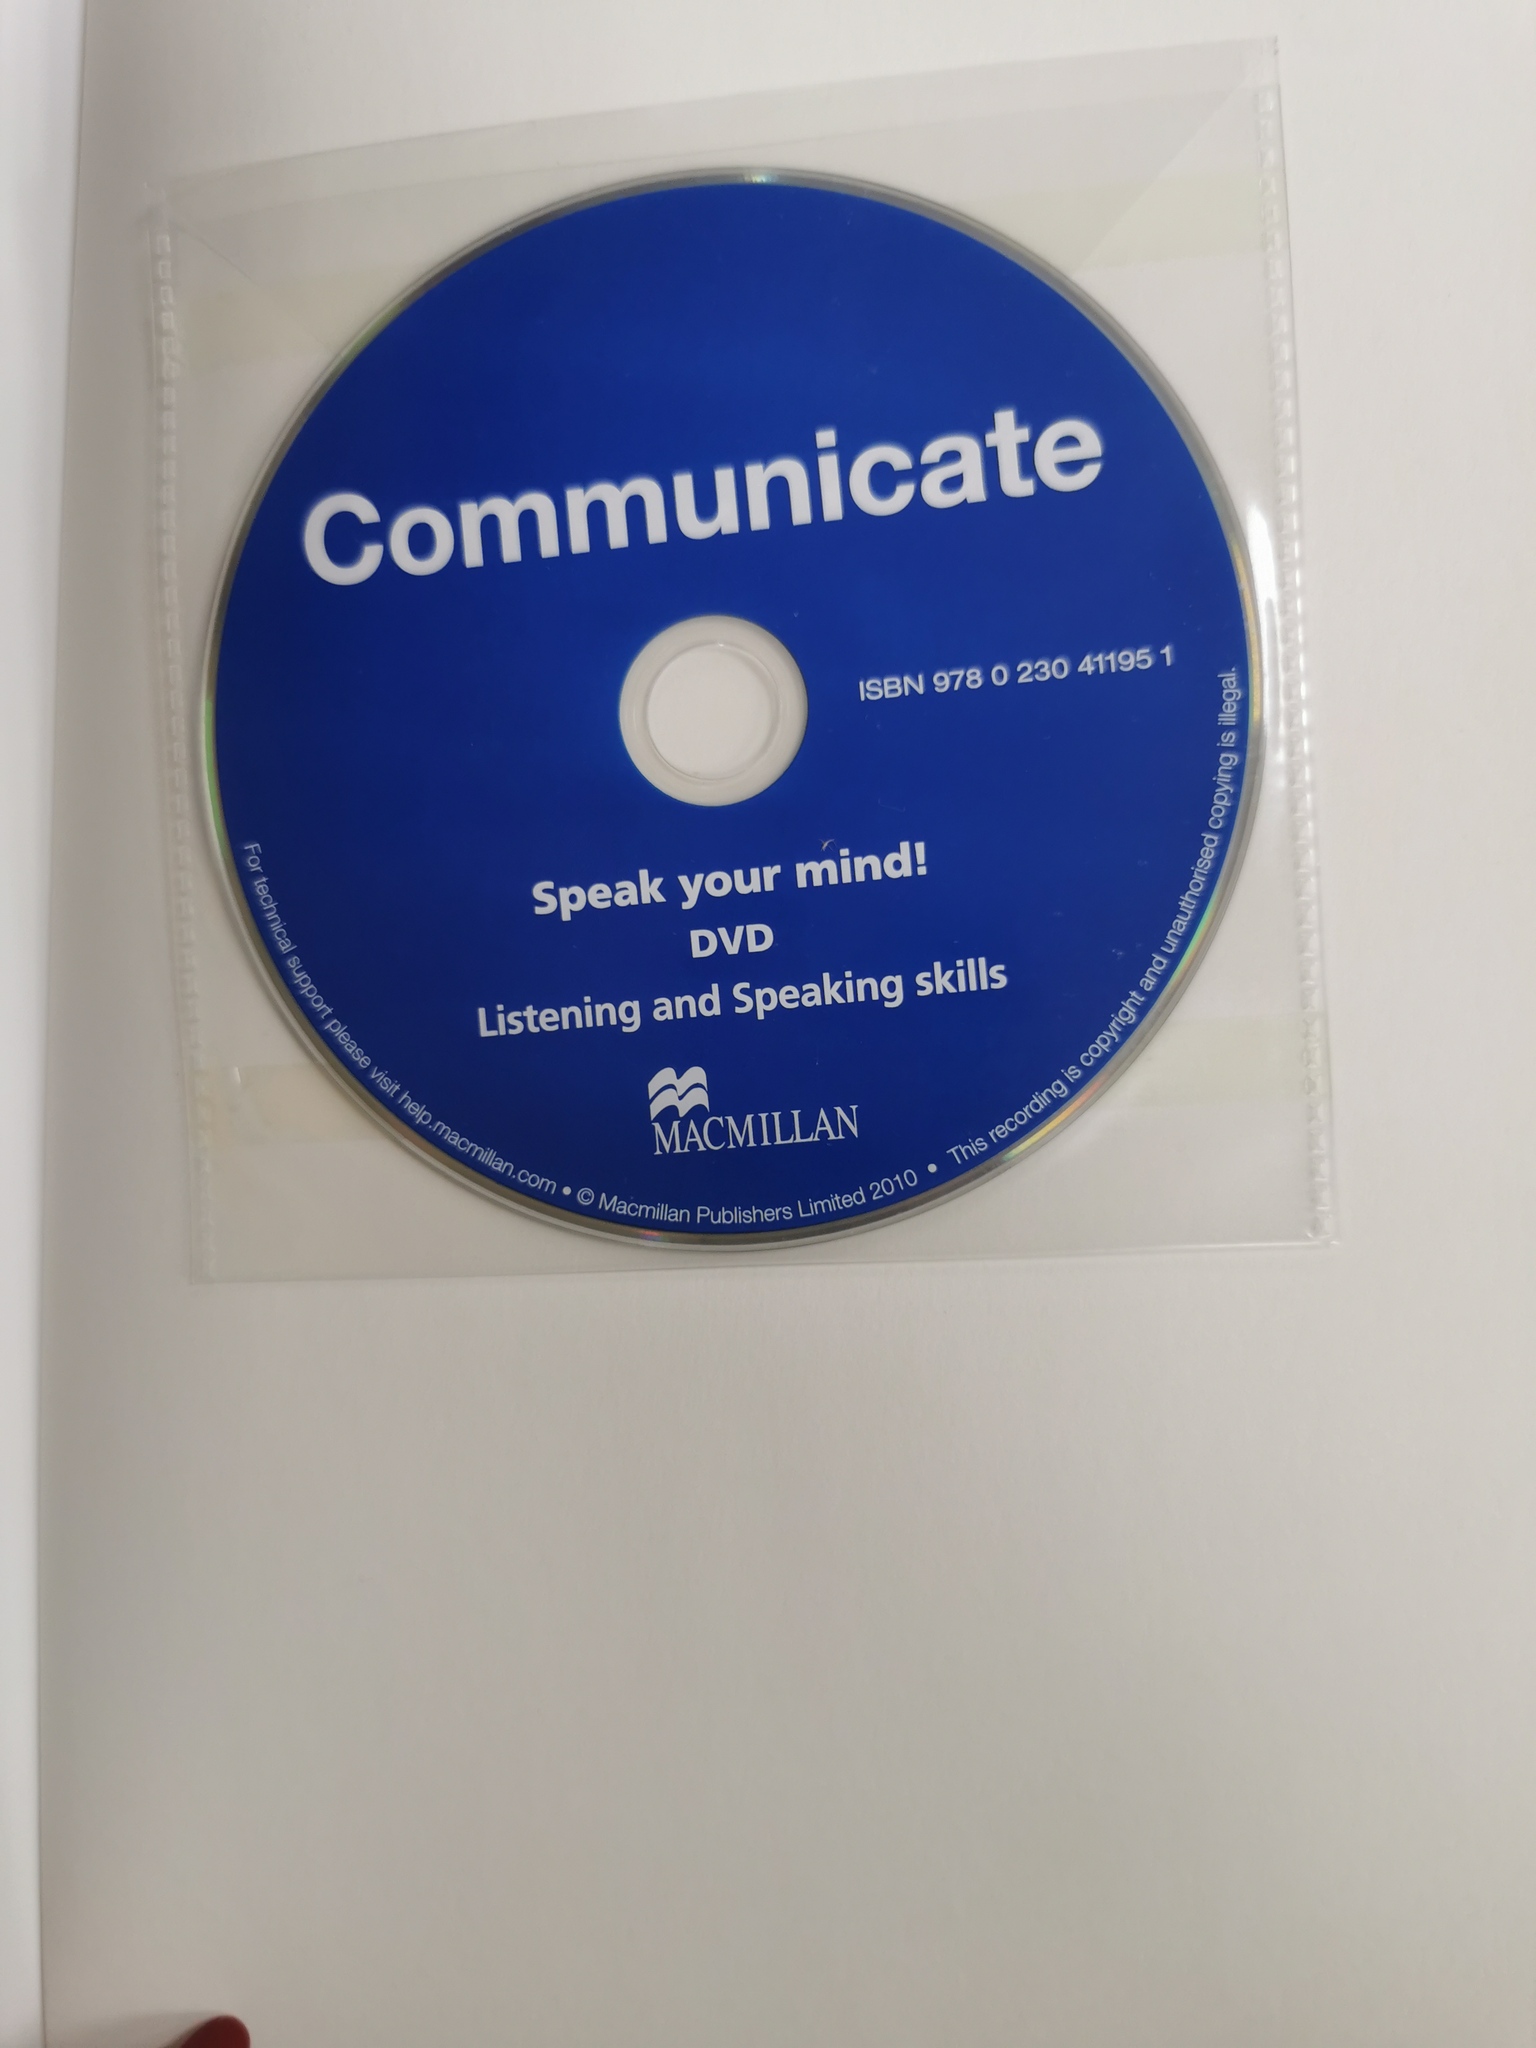 Communicate
ISBN 978 0 230 41195 1
Speak your mind!
DVD
Listening and Speaking skills
MACMILLAN
For technical support please visit help.macmillan.com • © Macmillan Publishers Limited 2010 • This recording is copyright and unauthorised copying is illegal.